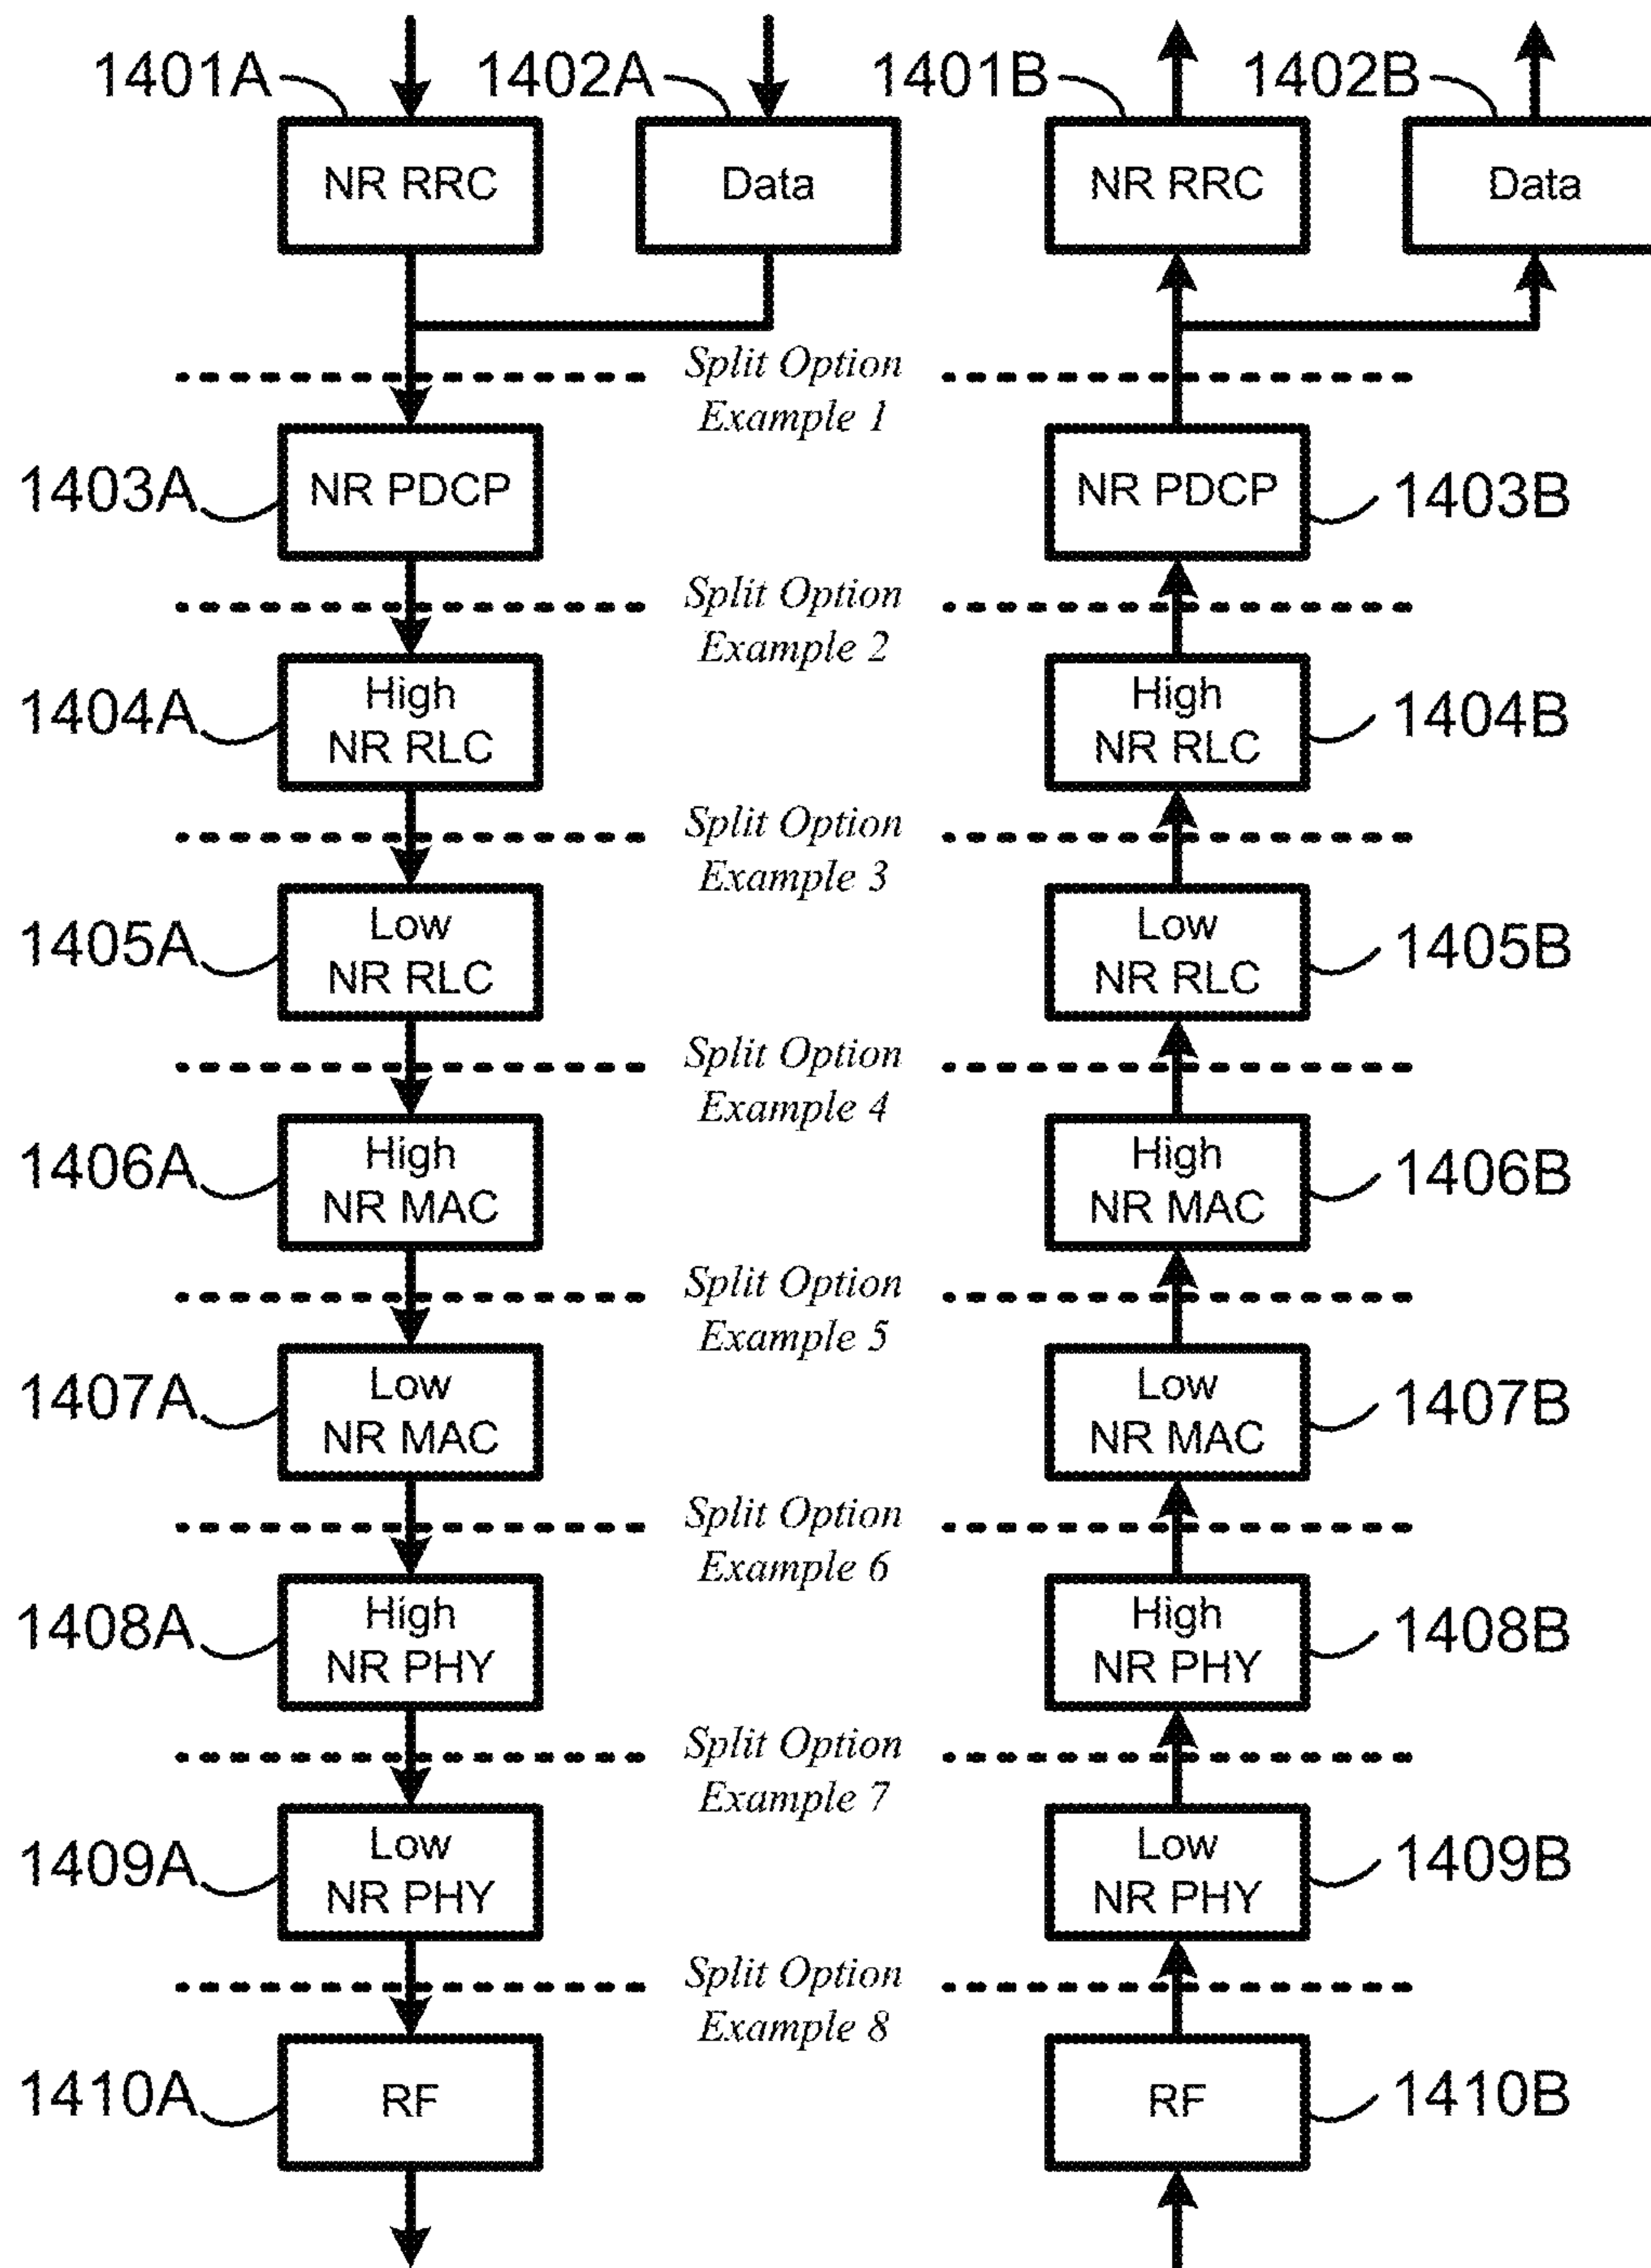 1401A 1402A 1401B 1402B
NR RRC Data NR RRC Data
Split Option
Example 1
1403A NR PDCP NR PDCP 1403B
Split Option
Example 2
1404A High NR RLC High NR RLC 1404B
Split Option
Example 3
1405A Low NR RLC Low NR RLC 1405B
Split Option
Example 4
1406A High NR MAC High NR MAC 1406B
Split Option
Example 5
1407A Low NR MAC Low NR MAC 1407B
Split Option
Example 6
1408A High NR PHY High NR PHY 1408B
Split Option
Example 7
1409A Low NR PHY Low NR PHY 1409B
Split Option
Example 8
1410A RF RF 1410B